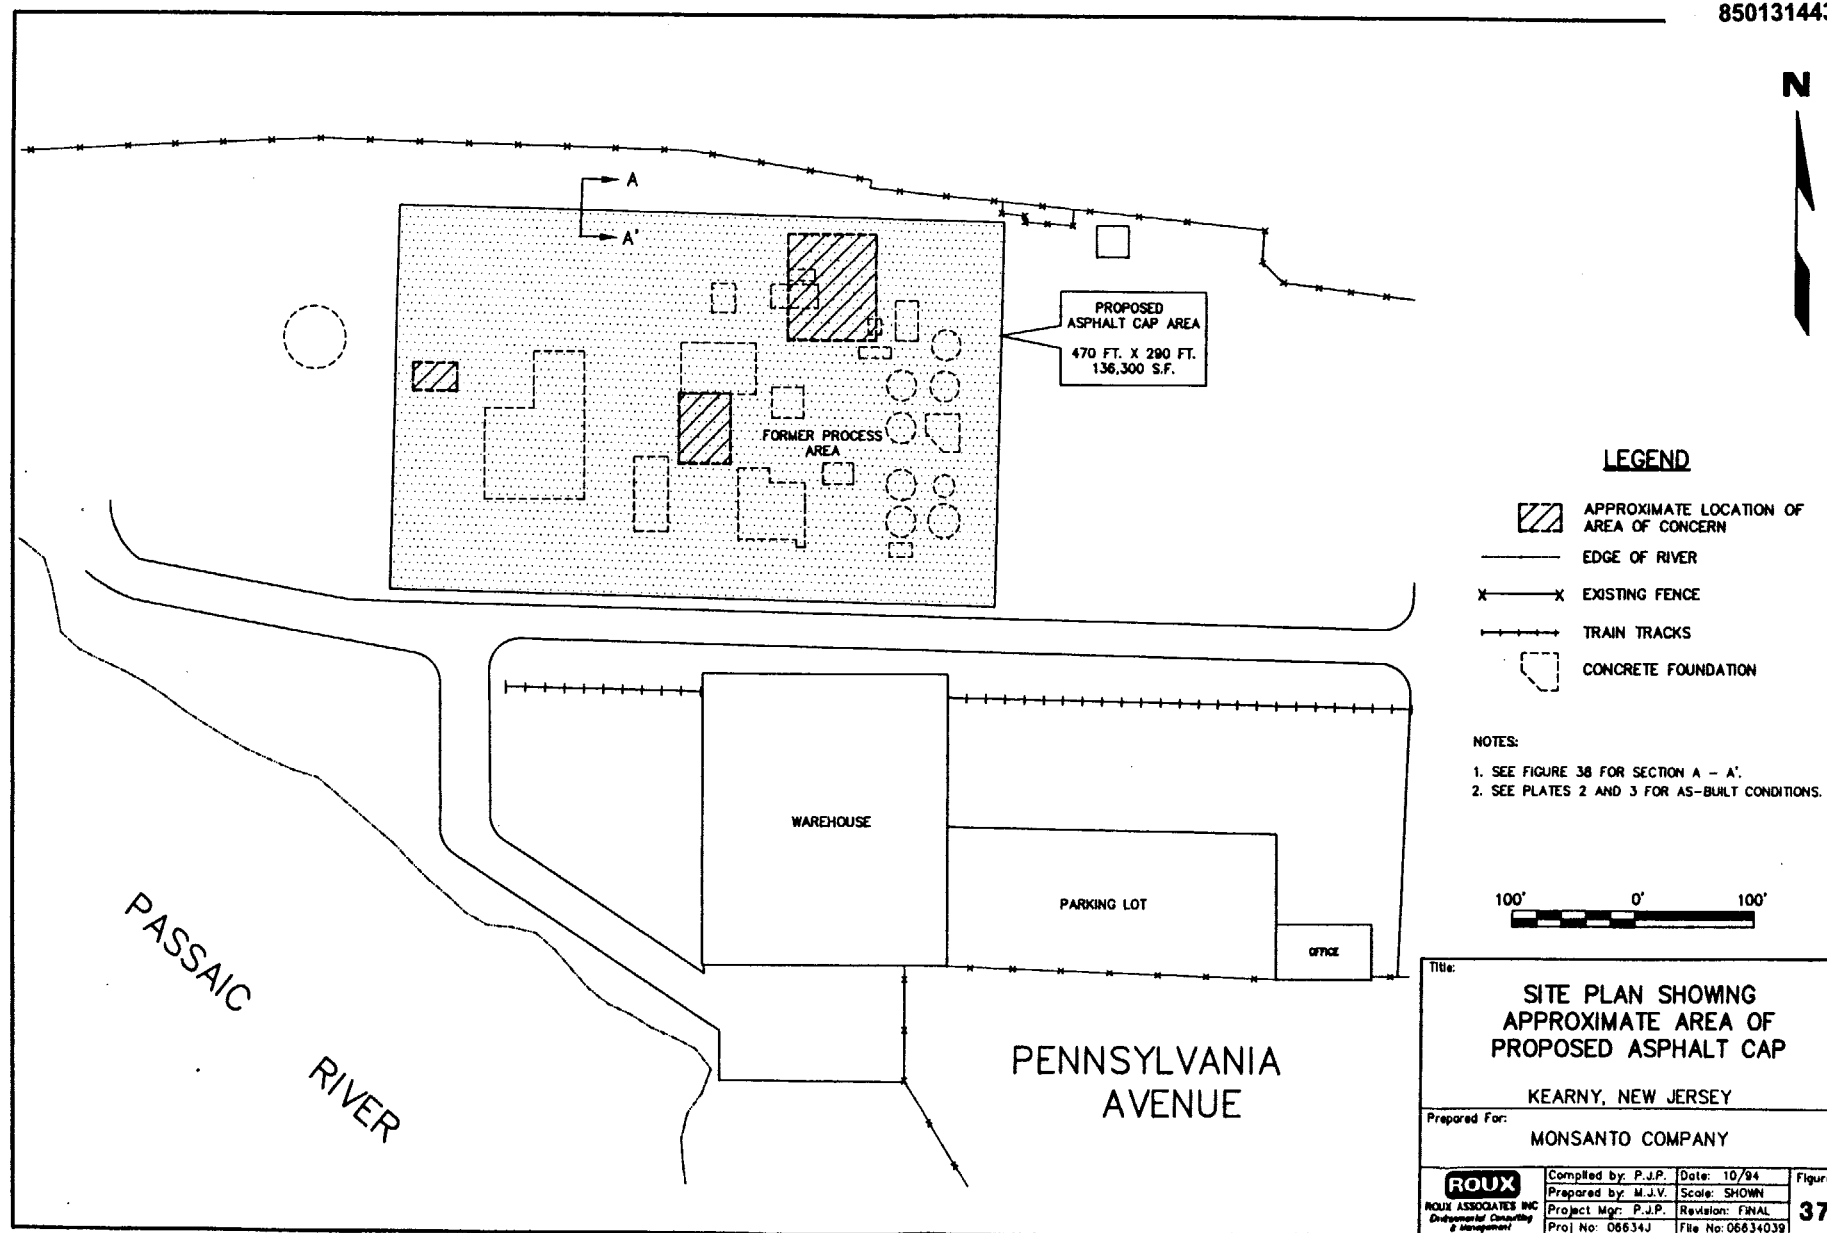 850131443
N
A
A'
PROPOSED
ASPHALT CAP AREA
470 FT. X 290 FT.
136,300 S.F.
FORMER PROCESS
AREA
LEGEND
APPROXIMATE LOCATION OF
AREA OF CONCERN
EDGE OF RIVER
X X EXISTING FENCE
TRAIN TRACKS
CONCRETE FOUNDATION
NOTES:
1. SEE FIGURE 38 FOR SECTION A - A'.
2. SEE PLATES 2 AND 3 FOR AS-BUILT CONDITIONS.
WAREHOUSE
PARKING LOT
OFFICE
100' 0' 100'
PASSAIC
RIVER
PENNSYLVANIA
AVENUE
Title:
SITE PLAN SHOWING
APPROXIMATE AREA OF
PROPOSED ASPHALT CAP
KEARNY, NEW JERSEY
Prepared For:
MONSANTO COMPANY
ROUX
ROUX ASSOCIATES INC
Environmental Consulting
& Management
Compiled by: P.J.P. Date: 10/94
Prepared by: M.J.V. Scale: SHOWN
Project Mgr: P.J.P. Revision: FINAL
Proj No: 06634J File No: 06634039
Figur
37